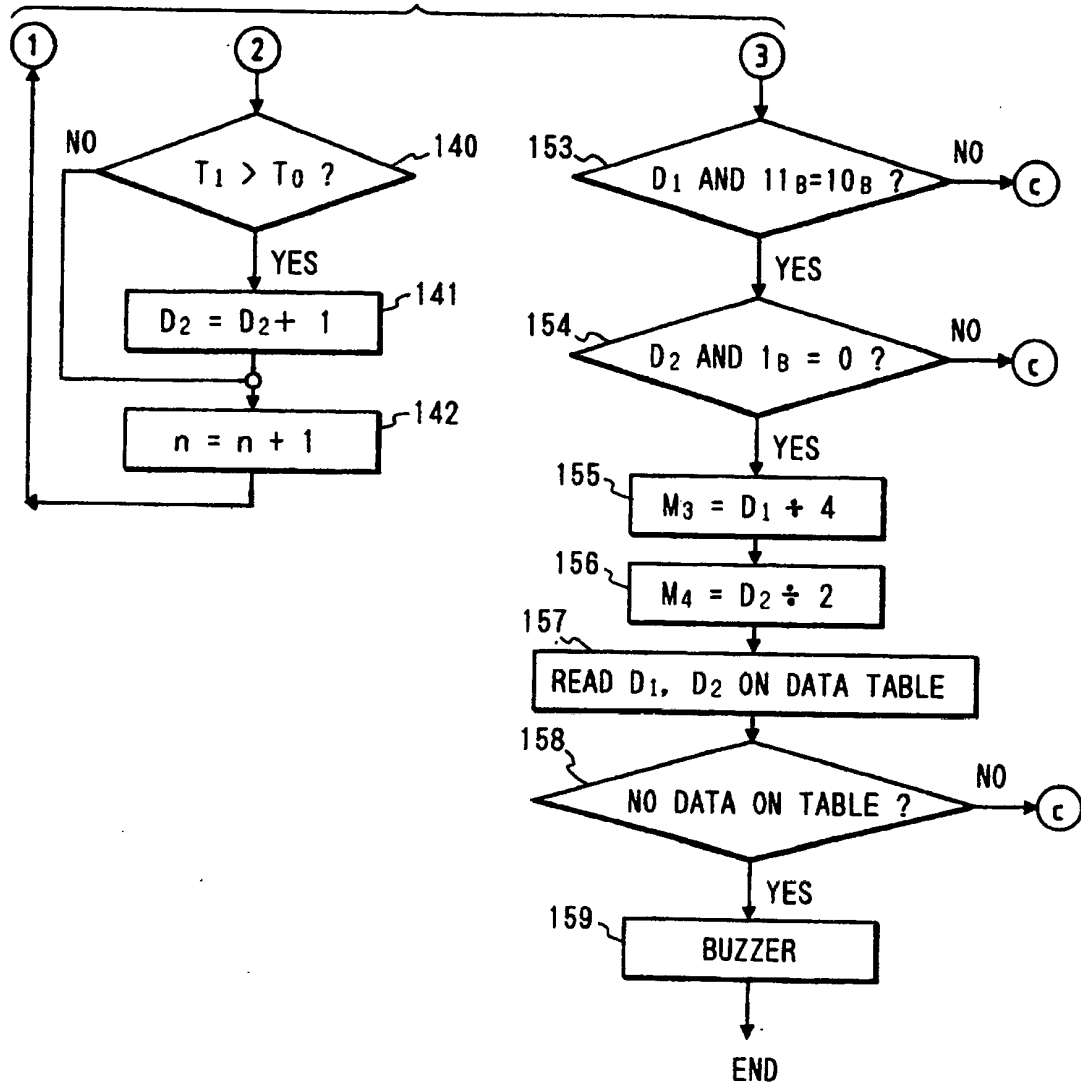 1
2
3
NO
T1 > T0 ?
140
YES
D2 = D2 + 1
141
n = n + 1
142
153
D1 AND 11B=10B ?
NO
c
YES
154
D2 AND 1B = 0 ?
NO
c
YES
155
M3 = D1 ÷ 4
156
M4 = D2 ÷ 2
157
READ D1, D2 ON DATA TABLE
158
NO DATA ON TABLE ?
NO
c
YES
159
BUZZER
END